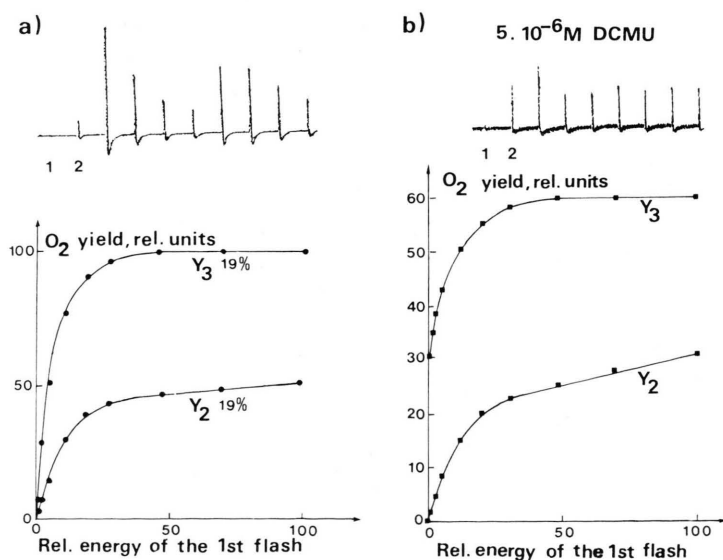 a)
1 2
O₂ yield, rel. units
100
Y₃ 19%
50
Y₂ 19%
0
0 50 100
Rel. energy of the 1st flash
b) 5. 10⁻⁶M DCMU
1 2
O₂ yield, rel. units
60
Y₃
50
40
30
Y₂
20
10
0
0 50 100
Rel. energy of the 1st flash